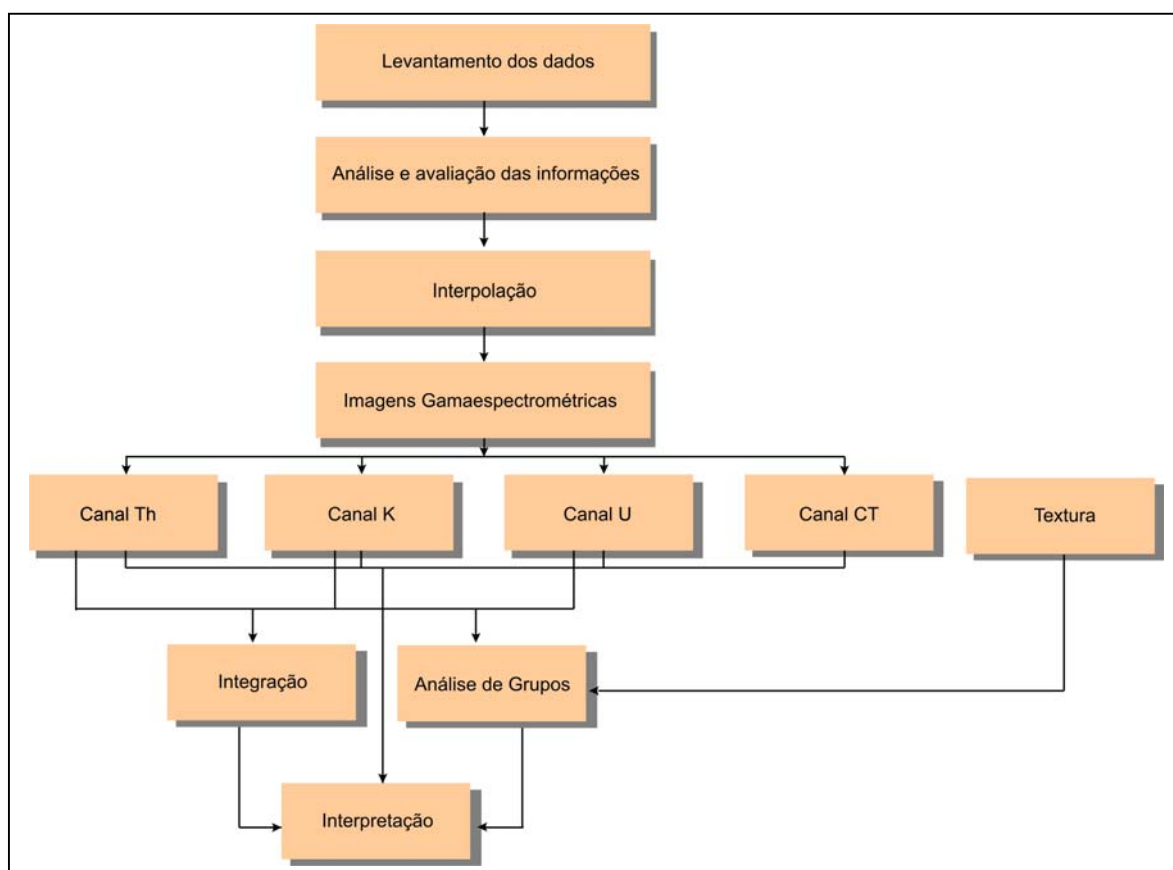 Levantamento dos dados
Análise e avaliação das informações
Interpolação
Imagens Gamaespectrométricas
Canal Th
Canal K
Canal U
Canal CT
Textura
Integração
Análise de Grupos
Interpretação